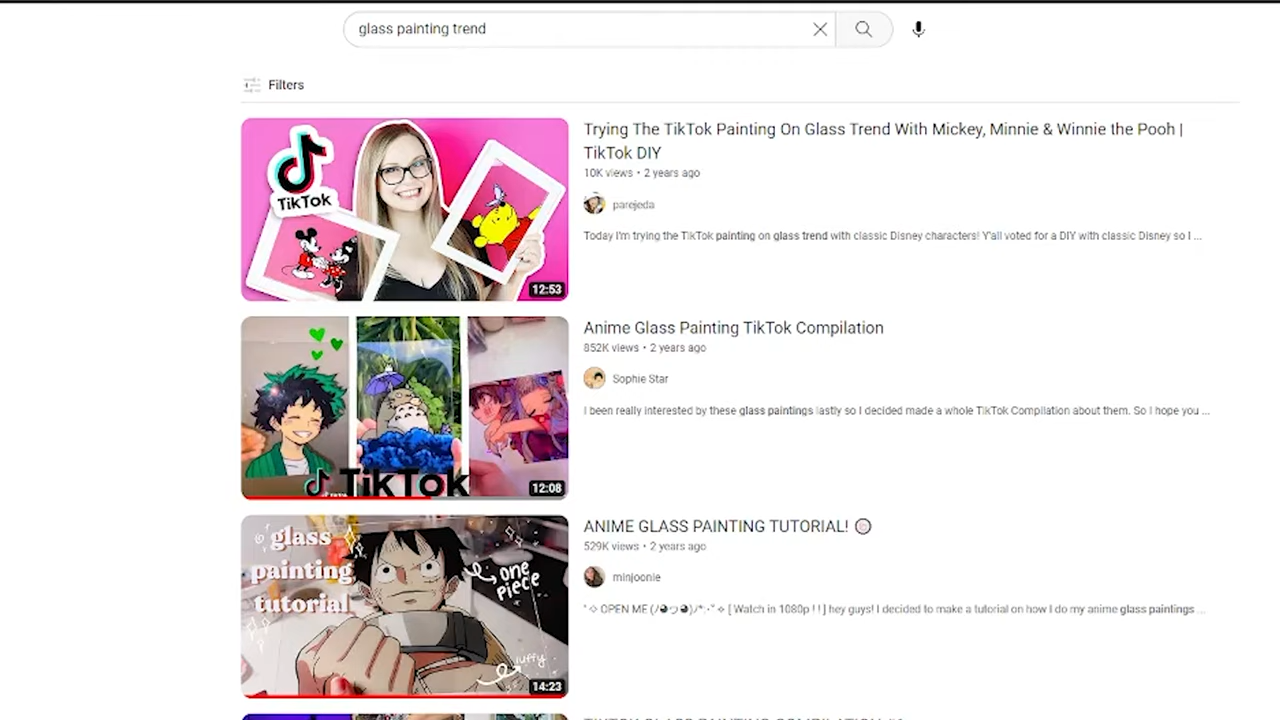 glass painting trend
Filters
TikTok
12:53
Trying The TikTok Painting On Glass Trend With Mickey, Minnie & Winnie the Pooh |
TikTok DIY
10K views • 2 years ago
parejeda
Today I'm trying the TikTok painting on glass trend with classic Disney characters! Y'all voted for a DIY with classic Disney so I ...
TikTok
12:08
Anime Glass Painting TikTok Compilation
852K views • 2 years ago
Sophie Star
I been really interested by these glass paintings lastly so I decided made a whole TikTok Compilation about them. So I hope you ...
glass
painting
tutorial
one
piece
luffy
14:23
ANIME GLASS PAINTING TUTORIAL! 🍥
529K views • 2 years ago
minjoonie
OPEN ME (ﾉ◕ヮ◕)ﾉ*:･ﾟ✧ [ Watch in 1080p ! ! ] hey guys! I decided to make a tutorial on how I do my anime glass paintings ...